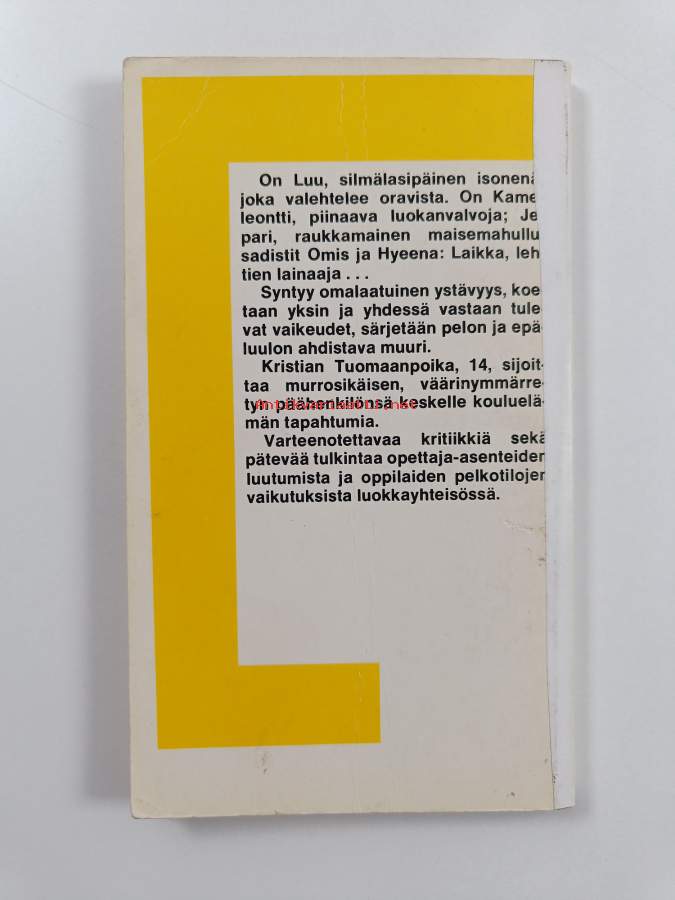 On Luu, silmälasipäinen isonenä
joka valehtelee oravista. On Kame
leontti, piinaava luokanvalvoja; Je
pari, raukkamainen maisemahullu
sadistit Omis ja Hyeena: Laikka, leh
tien lainaaja . . .
Syntyy omalaatuinen ystävyys, koe
taan yksin ja yhdessä vastaan tule
vat vaikeudet, särjetään pelon ja epä
luulon ahdistava muuri.
Kristian Tuomaanpoika, 14, sijoit-
taa murrosikäisen, väärinymmärre-
tyn päähenkilönsä keskelle kouluelä-
Antikvariaatti.net
män tapahtumia.
Varteenotettavaa kritiikkiä sekä
pätevää tulkintaa opettaja-asenteiden
luutumista ja oppilaiden pelkotilojen
vaikutuksista luokkayhteisössä.